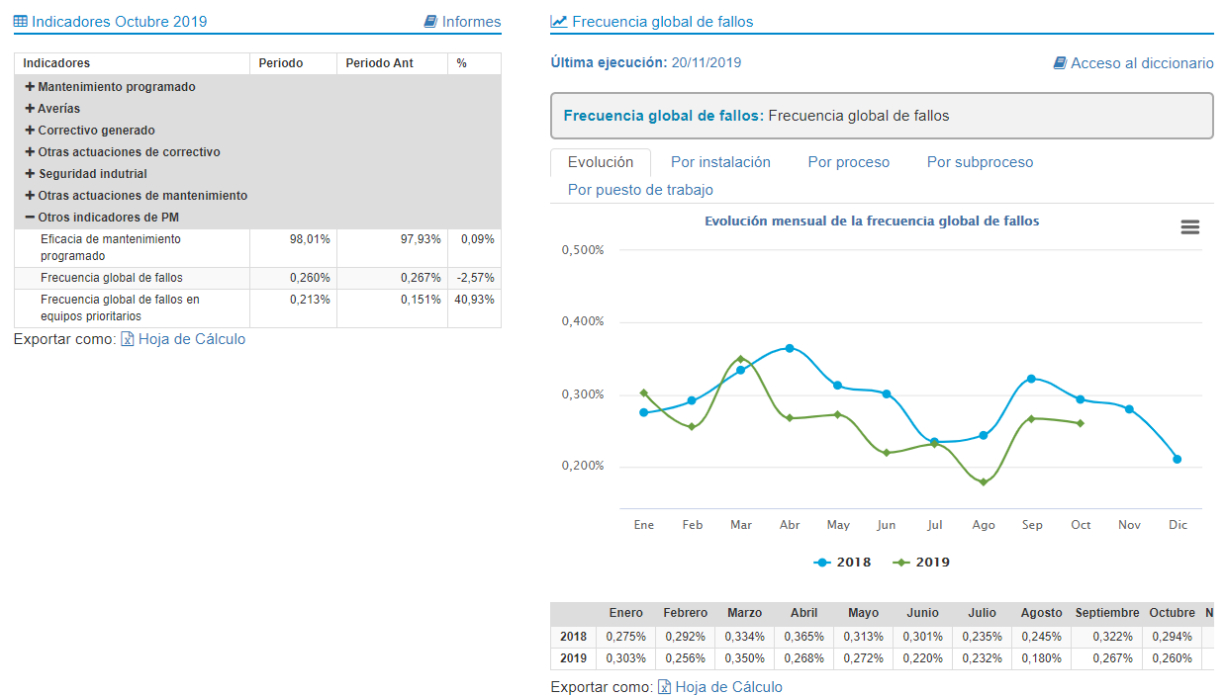 Indicadores Octubre 2019 Informes
Indicadores Periodo Periodo Ant %
Mantenimiento programado
Averías
Correctivo generado
Otras actuaciones de correctivo
Seguridad indutrial
Otras actuaciones de mantenimiento
Otros indicadores de PM
Eficacia de mantenimiento programado 98,01% 97,93% 0,09%
Frecuencia global de fallos 0,260% 0,267% -2,57%
Frecuencia global de fallos en equipos prioritarios 0,213% 0,151% 40,93%
Exportar como: Hoja de Cálculo
Frecuencia global de fallos
Última ejecución: 20/11/2019 Acceso al diccionario
Frecuencia global de fallos: Frecuencia global de fallos
Evolución Por instalación Por proceso Por subproceso
Por puesto de trabajo
Evolución mensual de la frecuencia global de fallos
0,500%
0,400%
0,300%
0,200%
Ene Feb Mar Abr May Jun Jul Ago Sep Oct Nov Dic
2018 2019
Enero Febrero Marzo Abril Mayo Junio Julio Agosto Septiembre Octubre N
2018 0,275% 0,292% 0,334% 0,365% 0,313% 0,301% 0,235% 0,245% 0,322% 0,294%
2019 0,303% 0,256% 0,350% 0,268% 0,272% 0,220% 0,232% 0,180% 0,267% 0,260%
Exportar como: Hoja de Cálculo